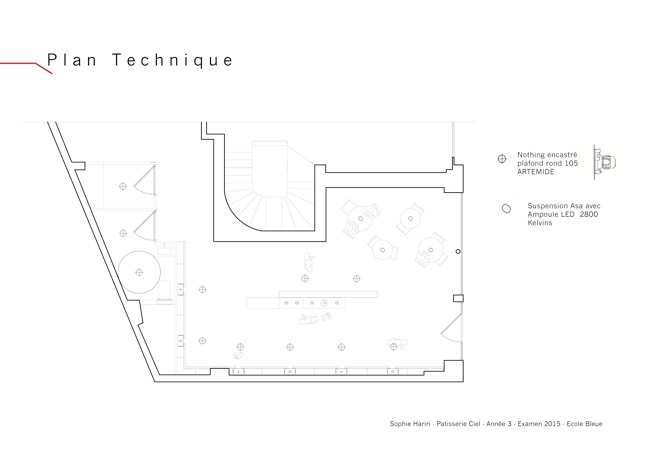 Plan Technique
Nothing encastré
plafond rond 105
ARTEMIDE
Suspension Asa avec
Ampoule LED 2800
Kelvins
Sophie Hariri - Patisserie Ciel - Année 3 - Examen 2015 - Ecole Bleue